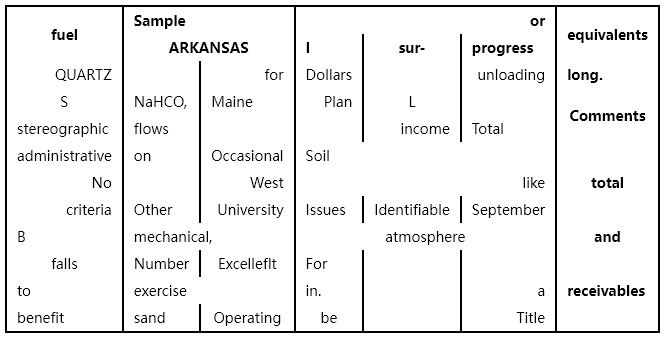 fuel Sample or equivalents
ARKANSAS I sur- progress
QUARTZ for Dollars unloading long.
S NaHCO, Maine Plan L Comments
stereographic flows income Total
administrative on Occasional Soil
No West like total
criteria Other University Issues Identifiable September
B mechanical, atmosphere and
falls Number Excelleflt For
to exercise in. a receivables
benefit sand Operating be Title